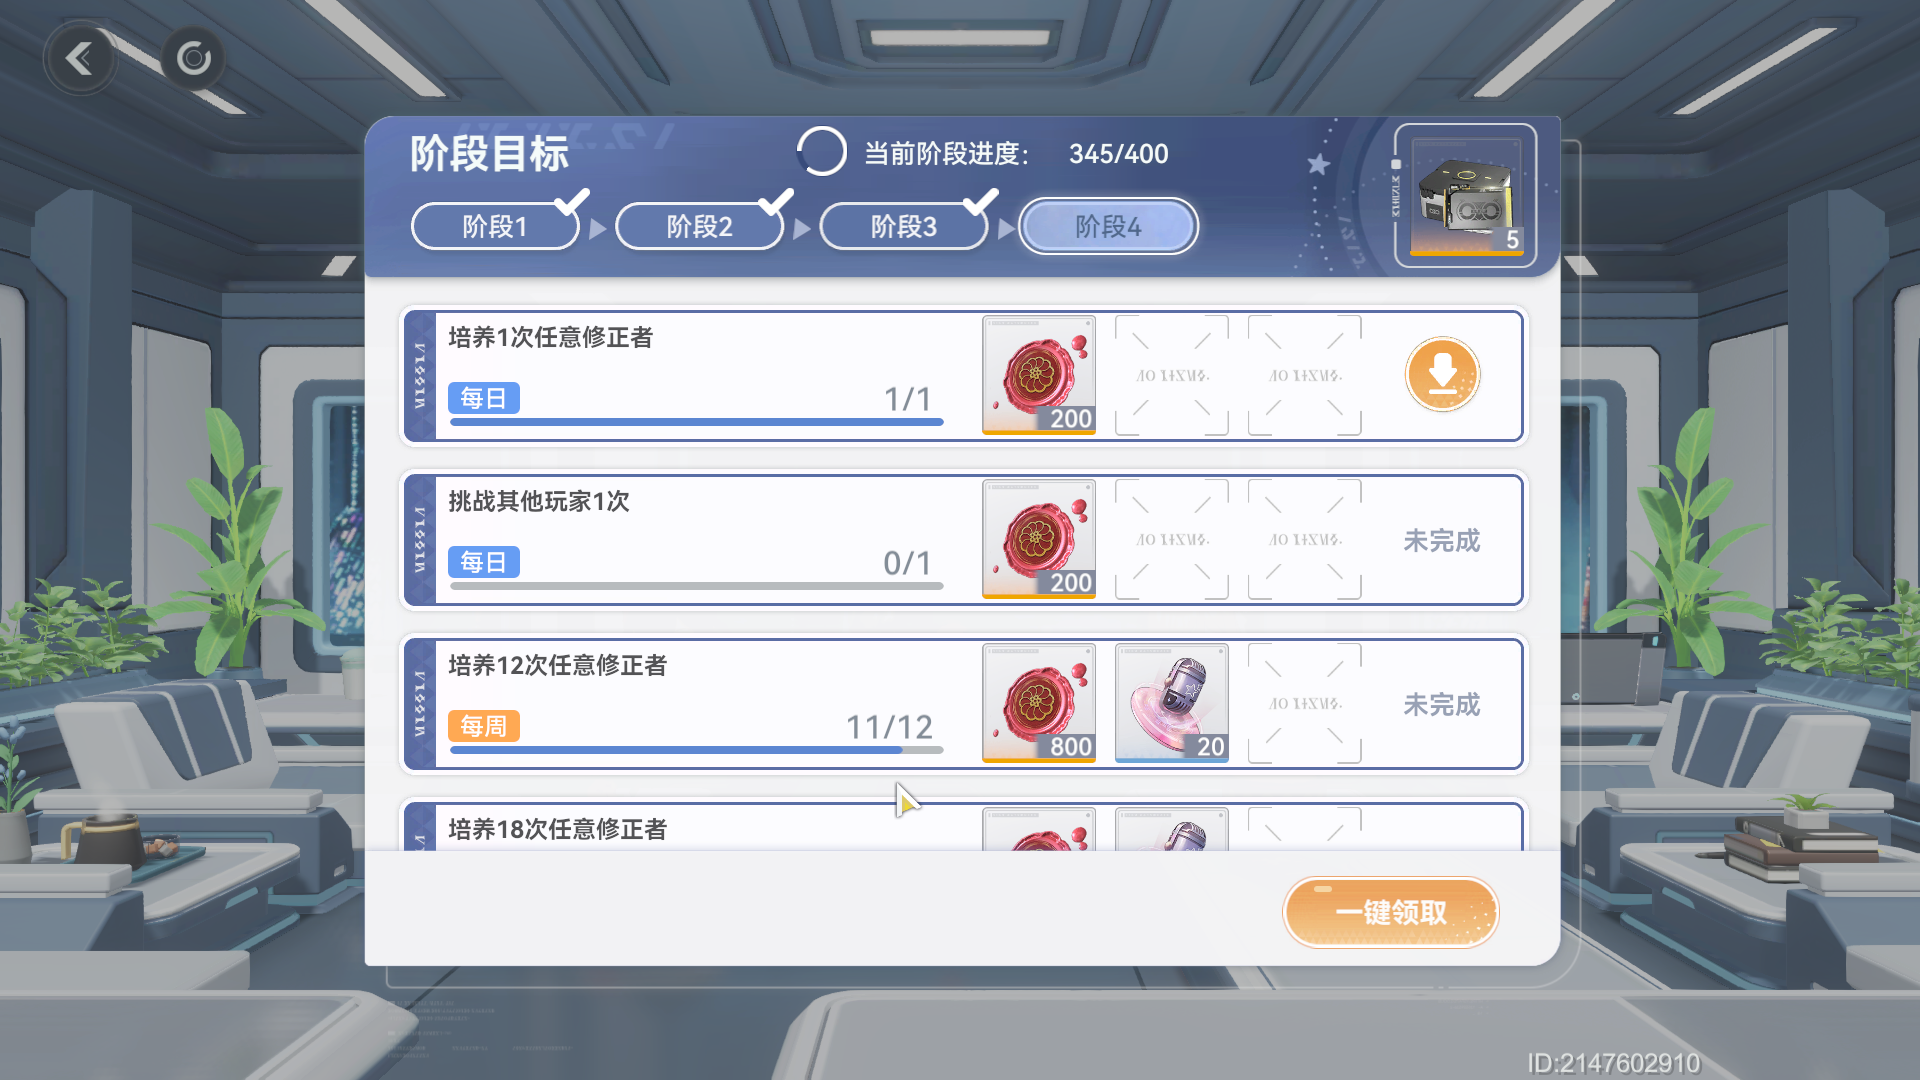 阶段目标
当前阶段进度： 345/400
阶段1
阶段2
阶段3
阶段4
5
培养1次任意修正者
每日
1/1
200
挑战其他玩家1次
每日
0/1
200
未完成
培养12次任意修正者
每周
11/12
800
20
未完成
培养18次任意修正者
一键领取
ID:2147602910